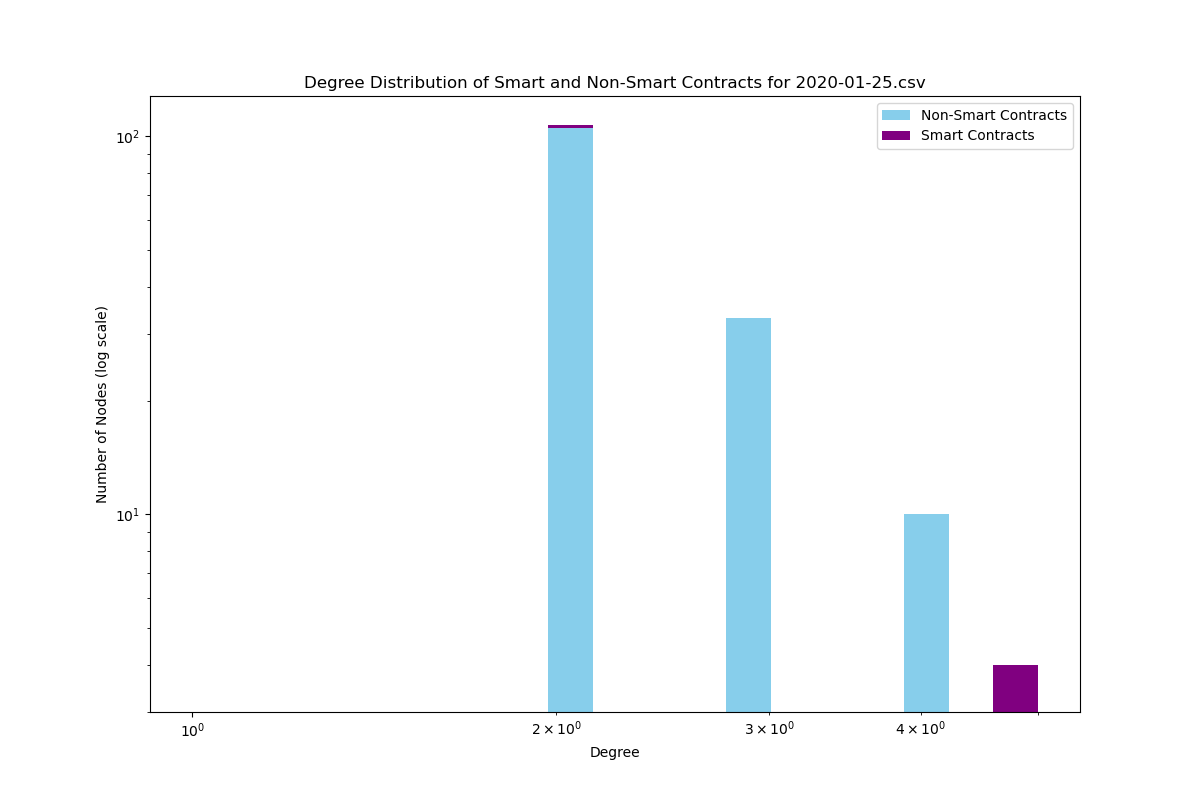 Degree Distribution of Smart and Non-Smart Contracts for 2020-01-25.csv
Non-Smart Contracts
Smart Contracts
10²
10¹
Number of Nodes (log scale)
10⁰
2 × 10⁰
3 × 10⁰
4 × 10⁰
Degree